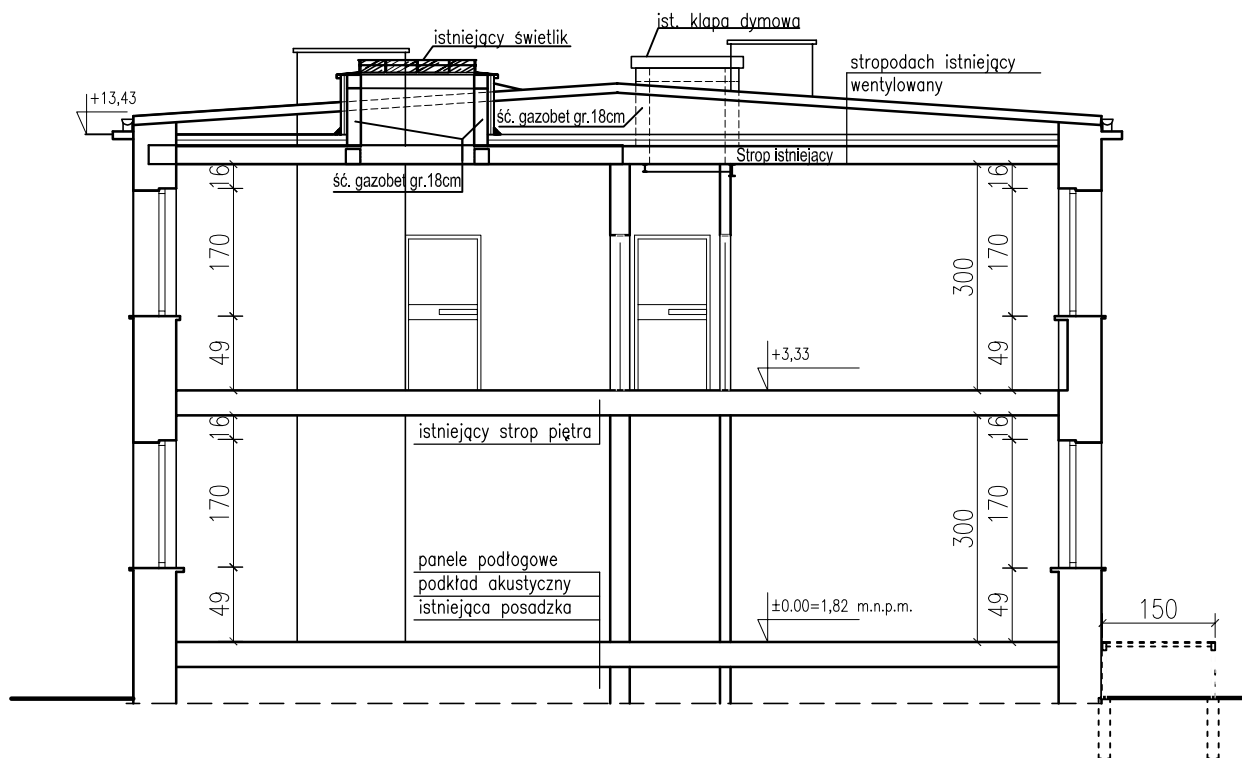 ist. klapa dymowa
istniejący świetlik
stropodach istniejący
wentylowany
+13,43
ść. gazobet gr.18cm
Strop istniejący
ść. gazobet gr.18cm
16
16
170
300
170
49
49
+3,33
istniejący strop piętra
16
16
170
300
170
panele podłogowe
podkład akustyczny
istniejąca posadzka
49
±0.00=1,82 m.n.p.m.
49
150